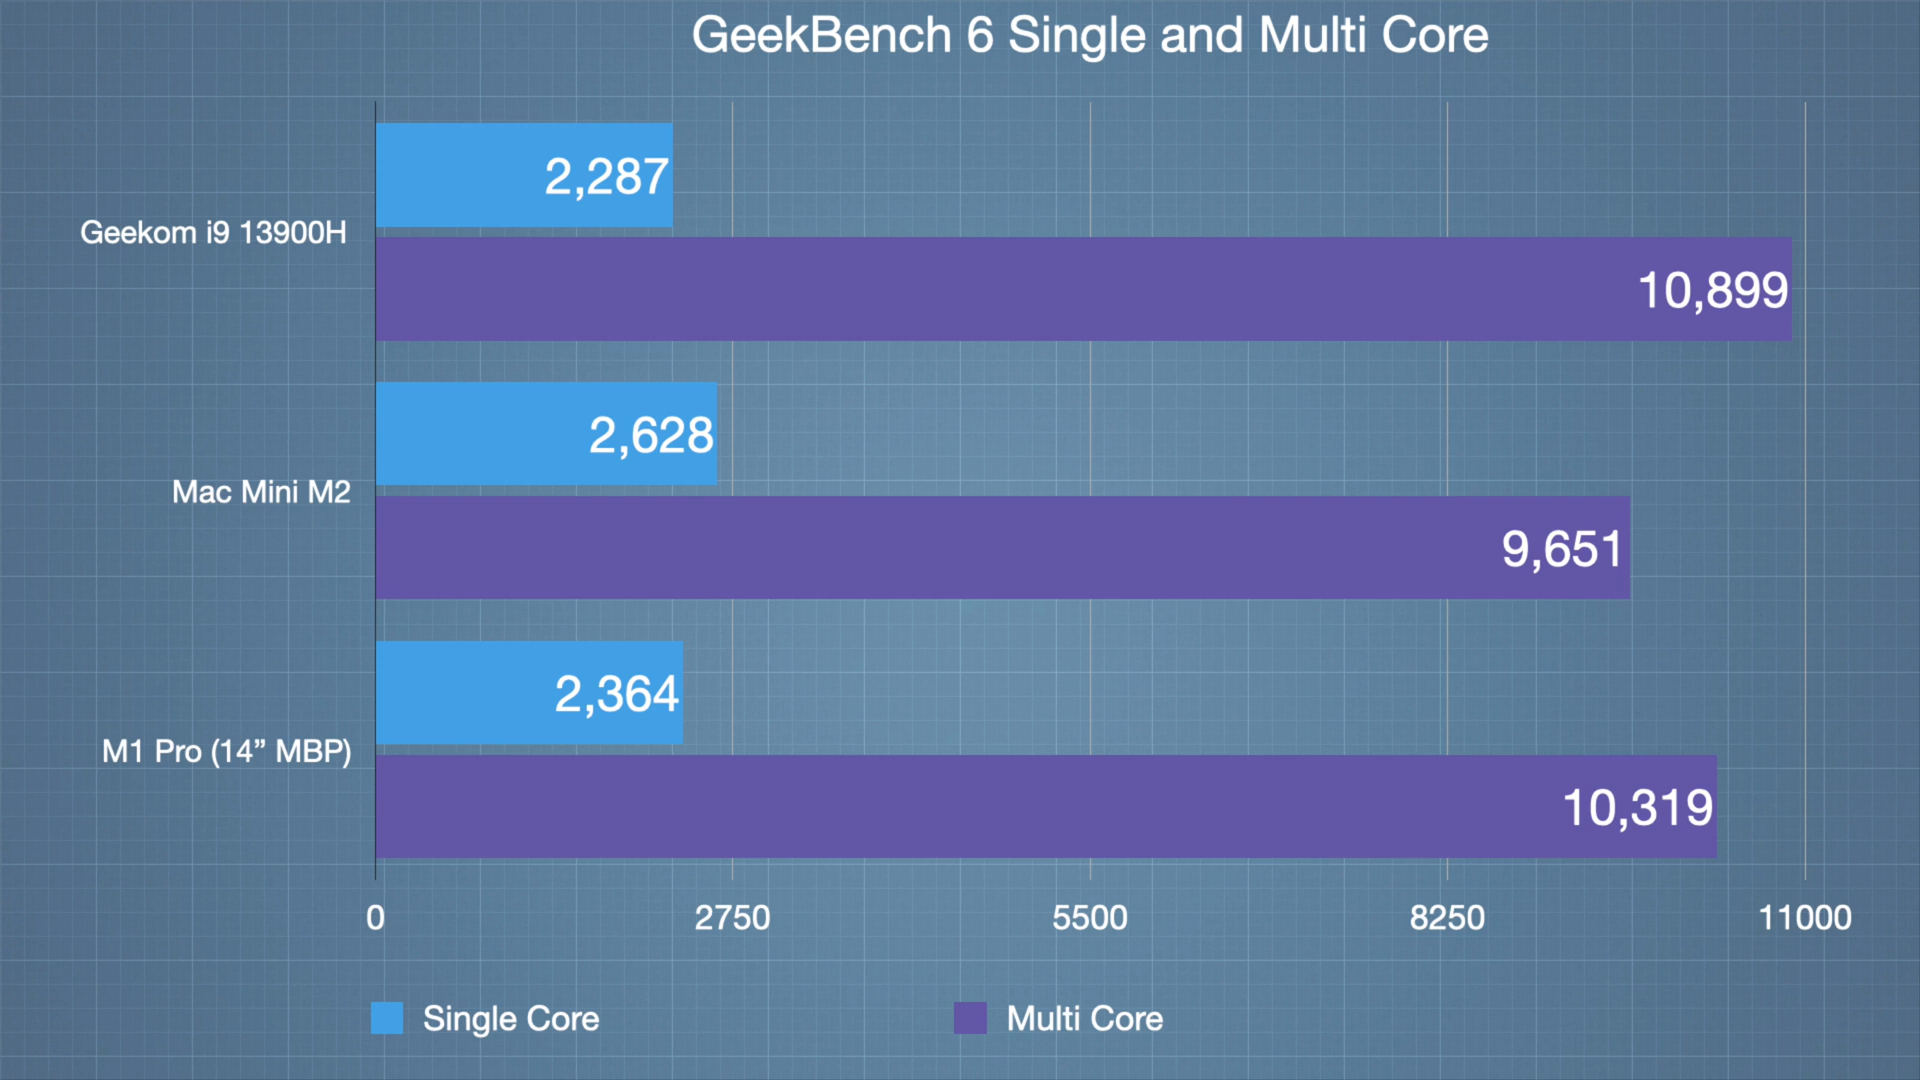 GeekBench 6 Single and Multi Core
2,287
Geekom i9 13900H
10,899
2,628
Mac Mini M2
9,651
2,364
M1 Pro (14” MBP)
10,319
0 2750 5500 8250 11000
Single Core Multi Core